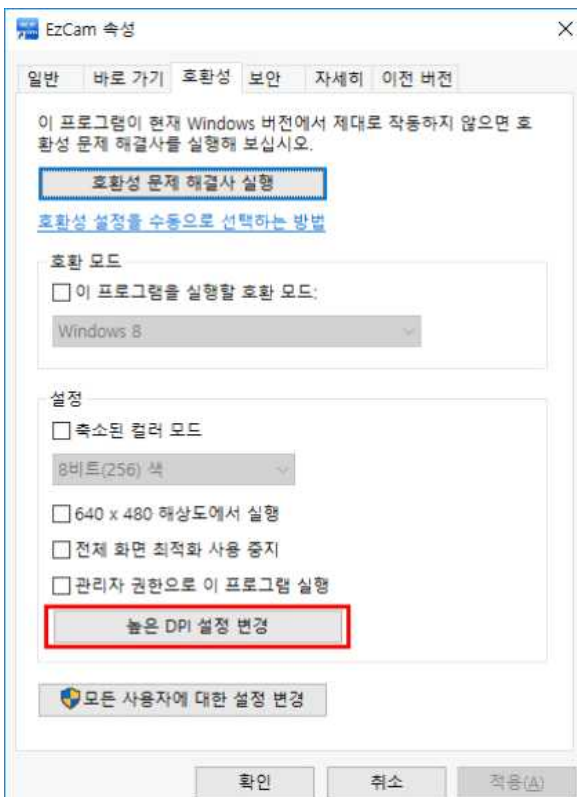 EzCam 속성
일반 바로 가기 호환성 보안 자세히 이전 버전
이 프로그램이 현재 Windows 버전에서 제대로 작동하지 않으면 호
환성 문제 해결사를 실행해 보십시오.
호환성 문제 해결사 실행
호환성 설정을 수동으로 선택하는 방법
호환 모드
이 프로그램을 실행할 호환 모드:
Windows 8
설정
축소된 컬러 모드
8비트(256) 색
640 x 480 해상도에서 실행
전체 화면 최적화 사용 중지
관리자 권한으로 이 프로그램 실행
높은 DPI 설정 변경
모든 사용자에 대한 설정 변경
확인 취소 적용(A)